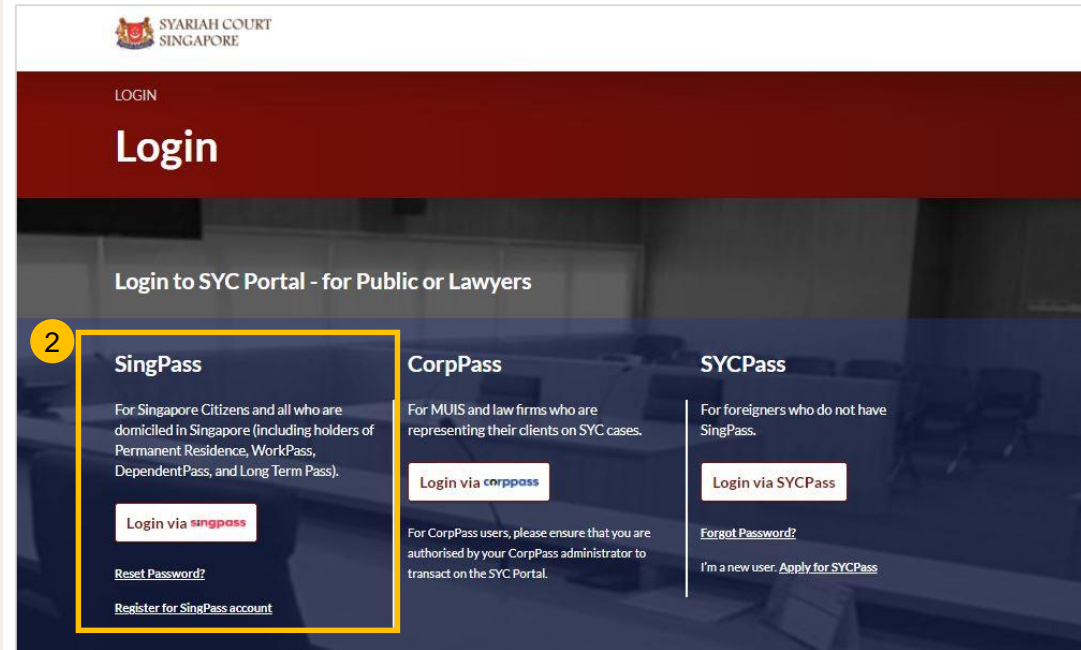 SYARIAH COURT
SINGAPORE
LOGIN
Login
Login to SYC Portal - for Public or Lawyers
2
SingPass
For Singapore Citizens and all who are
domiciled in Singapore (including holders of
Permanent Residence, WorkPass,
DependentPass, and Long Term Pass).
Login via singpass
Reset Password?
Register for SingPass account
CorpPass
For MUIS and law firms who are
representing their clients on SYC cases.
Login via corppass
For CorpPass users, please ensure that you are
authorised by your CorpPass administrator to
transact on the SYC Portal.
SYCPass
For foreigners who do not have
SingPass.
Login via SYCPass
Forgot Password?
I'm a new user. Apply for SYCPass